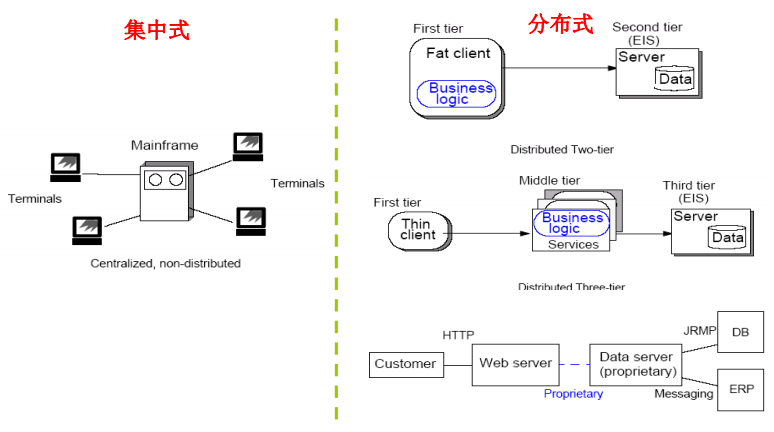 集中式
Mainframe
Terminals
Terminals
Centralized, non-distributed
分布式
First tier
Fat client
Business
logic
Second tier
(EIS)
Server
Data
Distributed Two-tier
First tier
Thin
client
Middle tier
Business
logic
Services
Third tier
(EIS)
Server
Data
Distributed Three-tier
HTTP
Customer
Web server
Proprietary
Data server
(proprietary)
JRMP
DB
Messaging
ERP